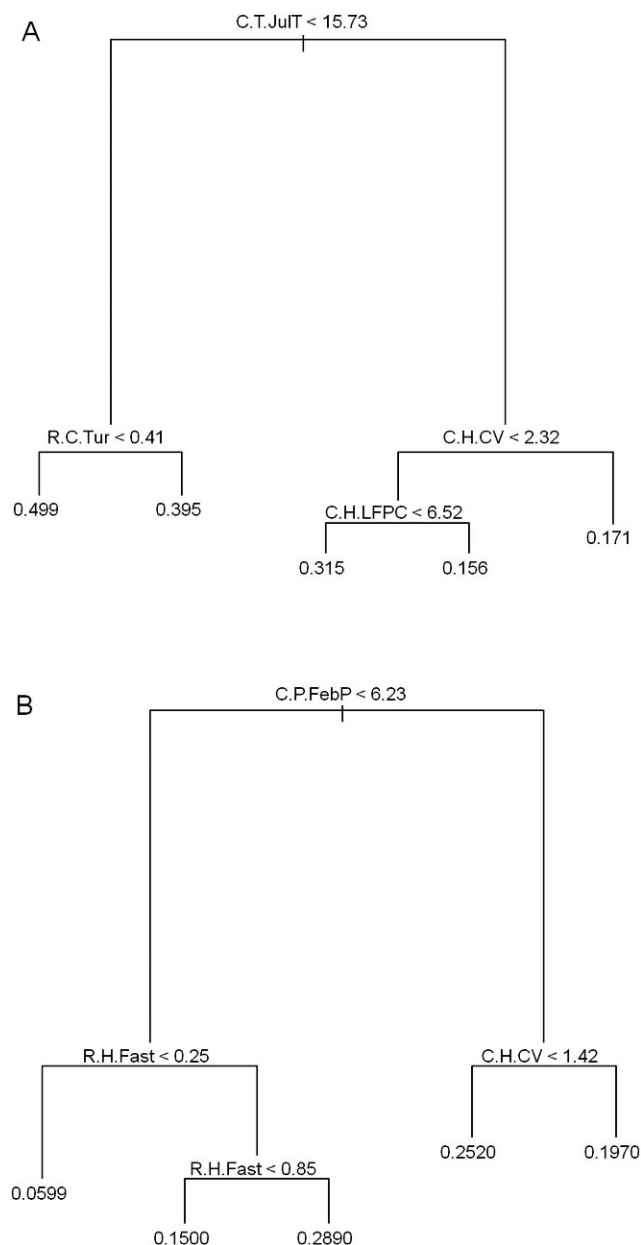 A
C.T.JulT < 15.73
R.C.Tur < 0.41
C.H.CV < 2.32
0.499
0.395
C.H.LFPC < 6.52
0.171
0.315
0.156
B
C.P.FebP < 6.23
R.H.Fast < 0.25
C.H.CV < 1.42
0.2520
0.1970
R.H.Fast < 0.85
0.0599
0.1500
0.2890